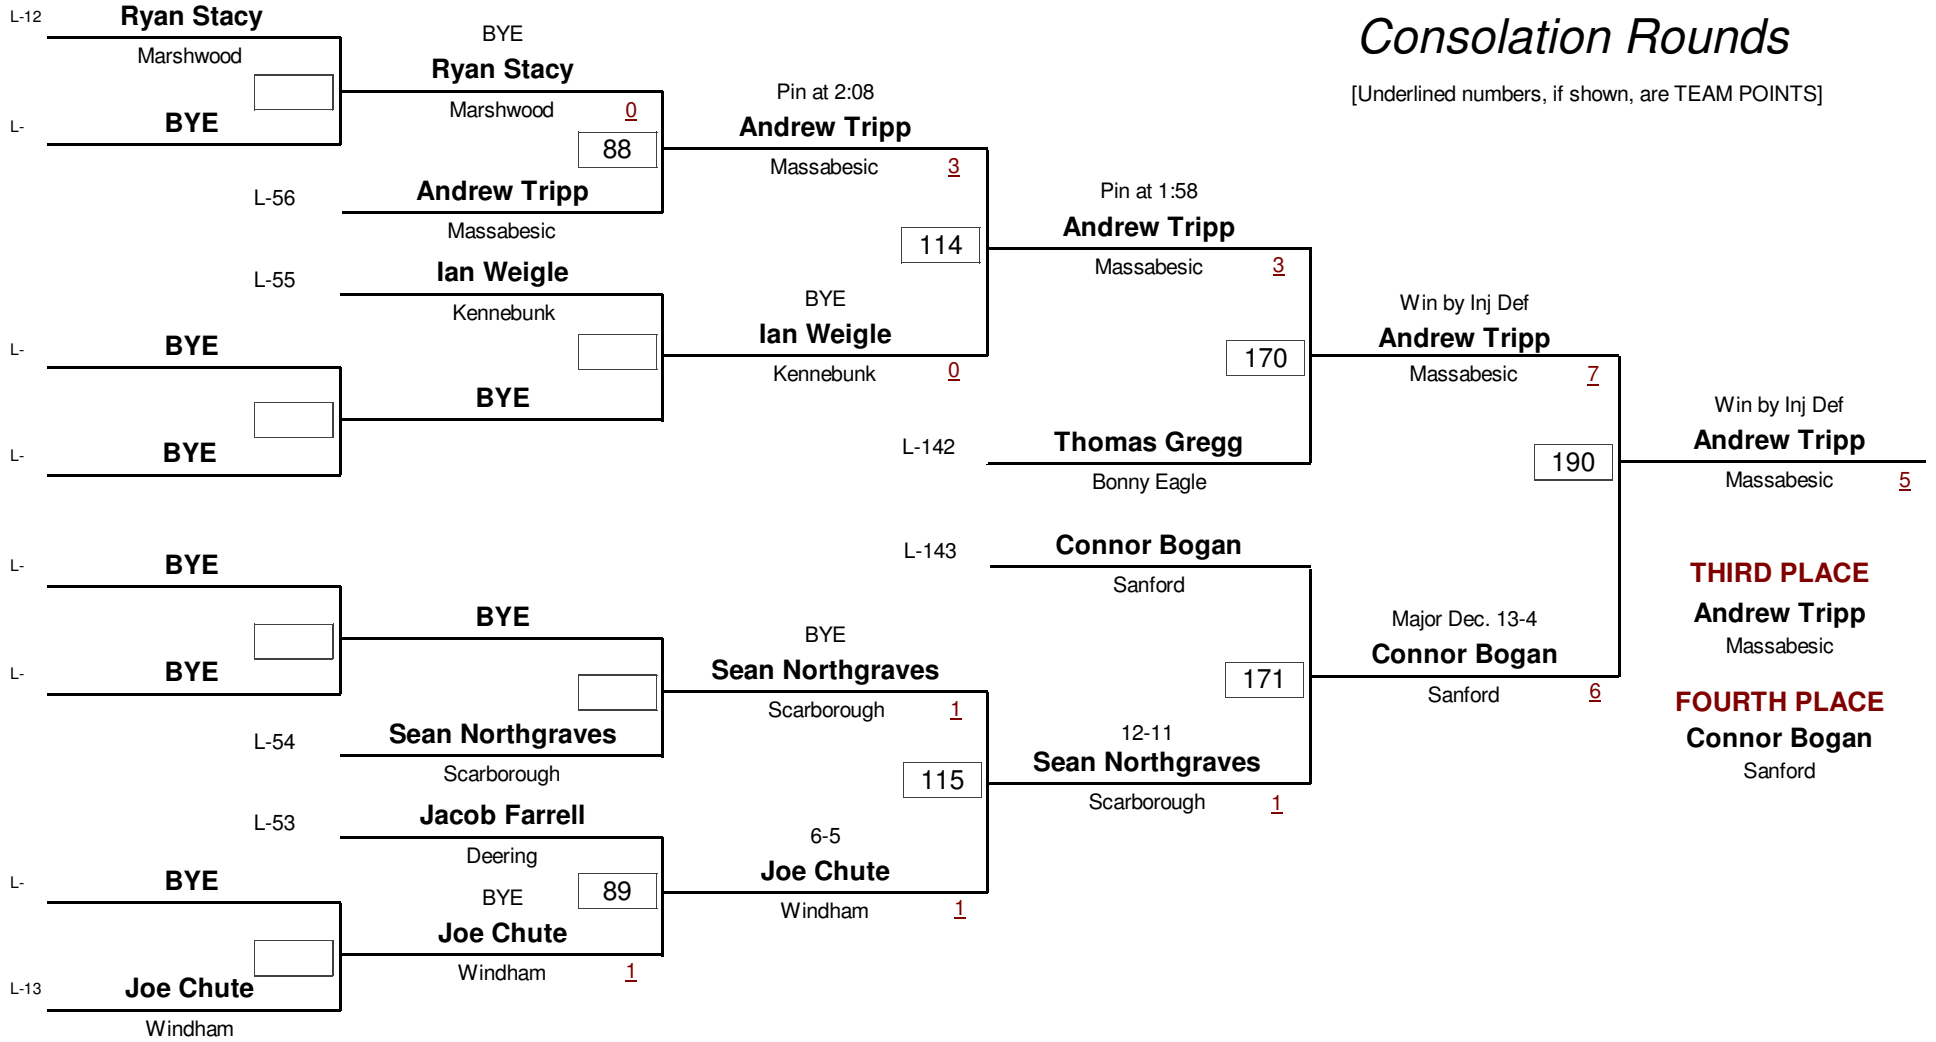 Consolation Rounds
[Underlined numbers, if shown, are TEAM POINTS]
L-12
Ryan Stacy
Marshwood
L-
BYE
BYE
Ryan Stacy
Marshwood
0
88
L-56
Andrew Tripp
Massabesic
L-55
Ian Weigle
Kennebunk
L-
BYE
BYE
L-
BYE
Pin at 2:08
Andrew Tripp
Massabesic
3
114
BYE
Ian Weigle
Kennebunk
0
Pin at 1:58
Andrew Tripp
Massabesic
3
170
L-142
Thomas Gregg
Bonny Eagle
Win by Inj Def
Andrew Tripp
Massabesic
7
190
Win by Inj Def
Andrew Tripp
Massabesic
5
L-
BYE
L-
BYE
BYE
L-54
Sean Northgraves
Scarborough
L-53
Jacob Farrell
Deering
89
L-
BYE
BYE
Joe Chute
Windham
1
L-13
Joe Chute
Windham
BYE
Sean Northgraves
Scarborough
1
115
6-5
Joe Chute
Windham
1
L-143
Connor Bogan
Sanford
171
12-11
Sean Northgraves
Scarborough
1
Major Dec. 13-4
Connor Bogan
Sanford
6
THIRD PLACE
Andrew Tripp
Massabesic
FOURTH PLACE
Connor Bogan
Sanford